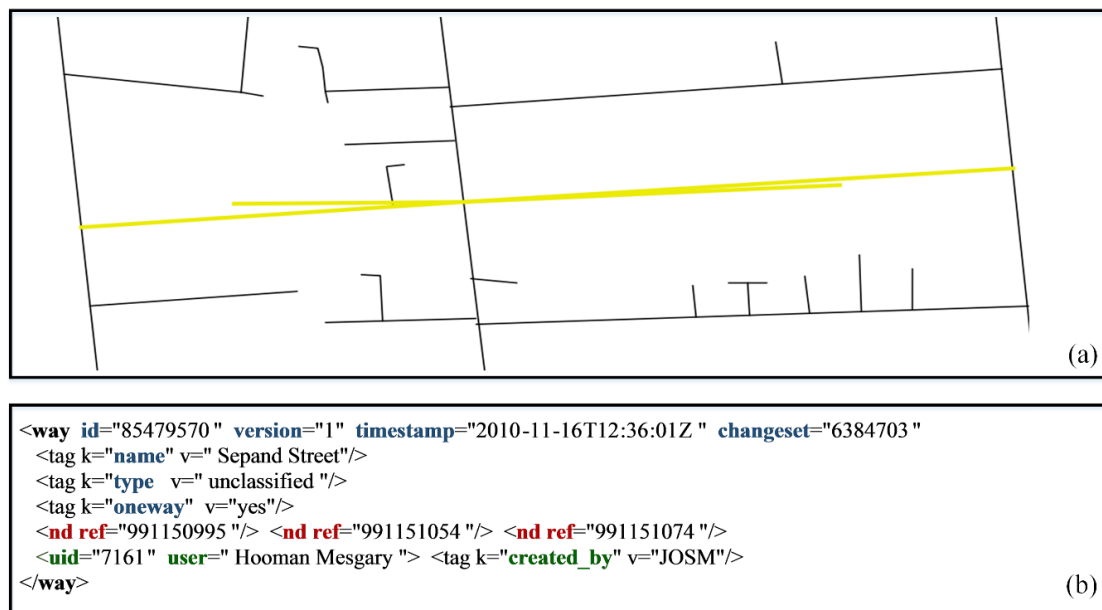 (a)
<way id="85479570 " version="1" timestamp="2010-11-16T12:36:01Z " changeset="6384703 "
<tag k="name" v=" Sepand Street"/>
<tag k="type v=" unclassified "/>
<tag k="oneway" v="yes"/>
<nd ref="991150995 "/> <nd ref="991151054 "/> <nd ref="991151074 "/>
<uid="7161" user=" Hooman Mesgary "> <tag k="created_by" v="JOSM"/>
</way>
(b)